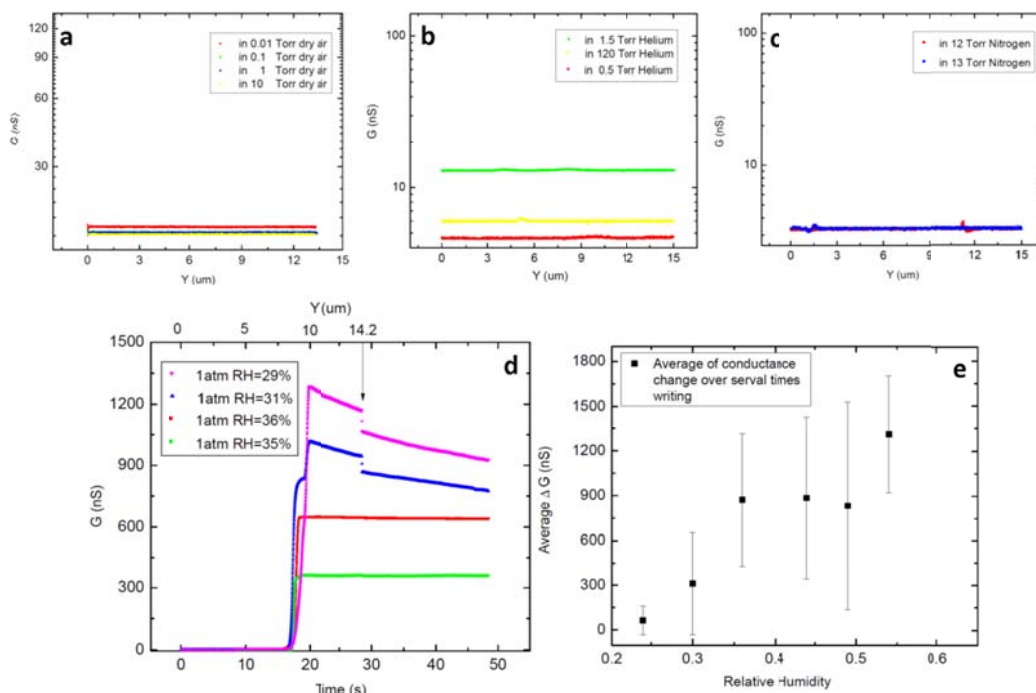 a
120
90
60
30
G (nS)
in 0.01 Torr dry air
in 0.1 Torr dry air
in 1 Torr dry air
in 10 Torr dry air
0 3 6 9 12 15
Y (um)
b
100
10
G (nS)
in 1.5 Torr Helium
in 120 Torr Helium
in 0.5 Torr Helium
0 3 6 9 12 15
Y (um)
c
100
10
G (nS)
in 12 Torr Nitrogen
in 13 Torr Nitrogen
0 3 6 9 12 15
Y (um)
Y (um)
0 10 10 14.2
d
1500
1200
900
600
300
0
G (nS)
1atm RH=29%
1atm RH=31%
1atm RH=36%
1atm RH=35%
0 10 20 30 40 50
Time (s)
e
1800
1500
1200
900
600
300
0
Average Δ G (nS)
Average of conductance
change over serval times
writing
0.2 0.3 0.4 0.5 0.6
Relative Humidity